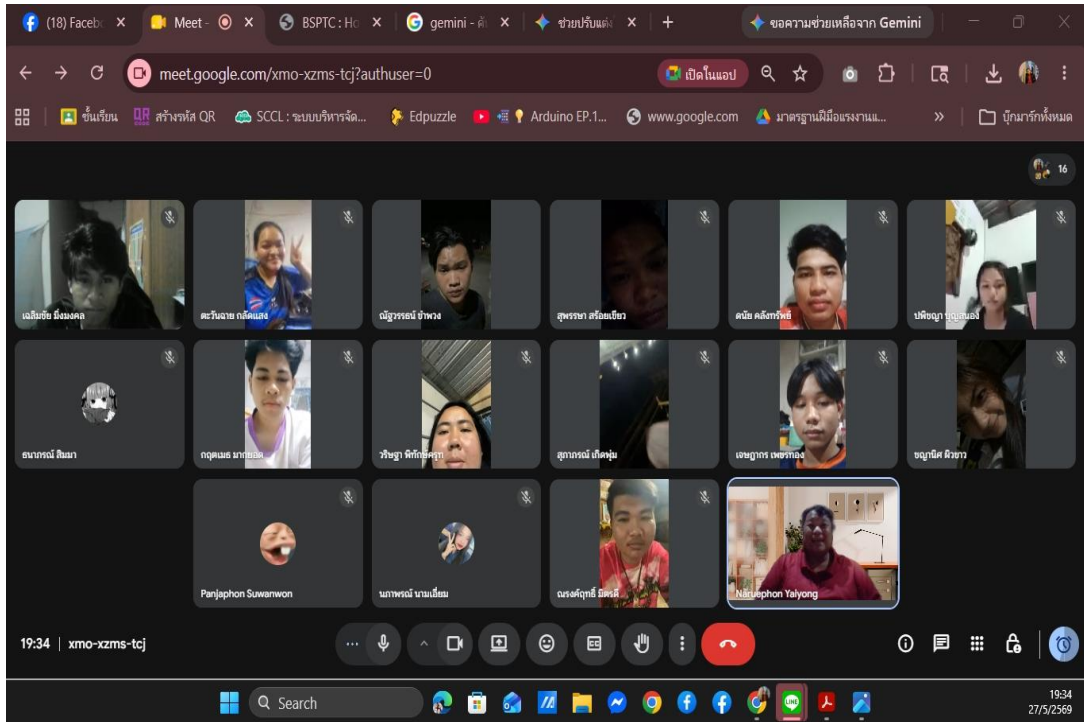 (18) Facebo
Meet -
BSPTC : Ho
gemini - ค้
ช่วยปรับแต่ง
ขอความช่วยเหลือจาก Gemini
meet.google.com/xmo-xzms-tcj?authuser=0
เปิดในแอป
ชั้นเรียน
สร้างรหัส QR
SCCL : ระบบบริหารจัด...
Edpuzzle
Arduino EP.1...
www.google.com
มาตรฐานฝีมือแรงงานแ...
บุ๊กมาร์กทั้งหมด
16
เฉลิมชัย มิ่งมงคล
ตะวันฉาย กลัดแสง
ณัฐวรรธน์ ขำพวง
สุพรรษา สร้อยเขียว
ดนัย คลังทรัพย์
ปพิชญา บุญสนอง
ธนาภรณ์ สิมมา
กฤตเมธ มากยอด
วริษฐา พิทักษ์ครุฑ
สุภาภรณ์ เกิดพุ่ม
เจษฎากร เพชรทอง
ชญานิศ ผิวขาว
Panjaphon Suwanwon
นภาพรณ์ นามเอี่ยม
ณรงค์ฤทธิ์ มิตรดี
Naruephon Yaiyong
19:34 | xmo-xzms-tcj
Search
19:34
27/5/2569